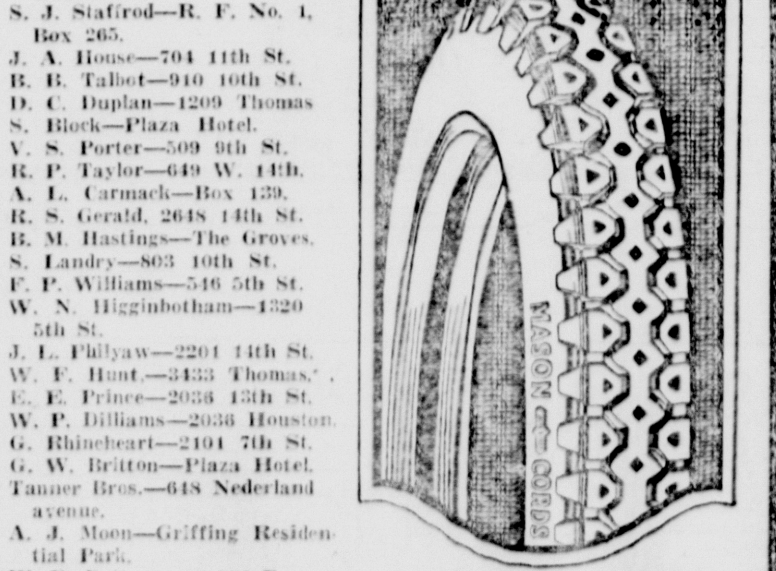 S. J. Staffrod—R. F. No. 1,
Box 265.
J. A. House—704 11th St.
B. B. Talbot—910 10th St.
D. C. Duplan—1209 Thomas
S. Block—Plaza Hotel.
V. S. Porter—509 9th St.
R. P. Taylor—649 W. 14th.
A. L. Carmack—Box 139.
R. S. Gerald, 2648 14th St.
B. M. Hastings—The Groves.
S. Landry—803 10th St.
F. P. Williams—546 5th St.
W. N. Higginbotham—1320
5th St.
J. L. Philyaw—2201 14th St.
W. F. Hunt,—3433 Thomas.
E. E. Prince—2036 13th St.
W. P. Dilliams—2036 Houston.
G. Rhineheart—2101 7th St.
G. W. Britton—Plaza Hotel.
Tanner Bros.—648 Nederland
avenue.
A. J. Moon—Griffing Residen-
tial Park.
MASON CORDS